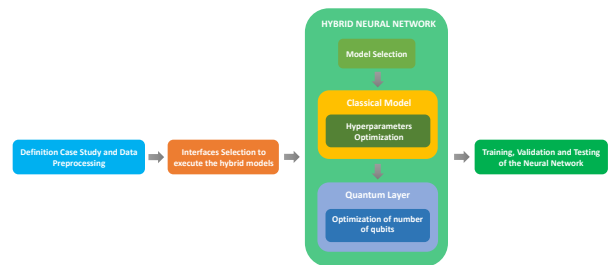 HYBRID NEURAL NETWORK
Model Selection
Classical Model
Hyperparameters
Optimization
Definition Case Study and Data
Preprocessing
Interfaces Selection to
execute the hybrid models
Training, Validation and Testing
of the Neural Network
Quantum Layer
Optimization of number
of qubits